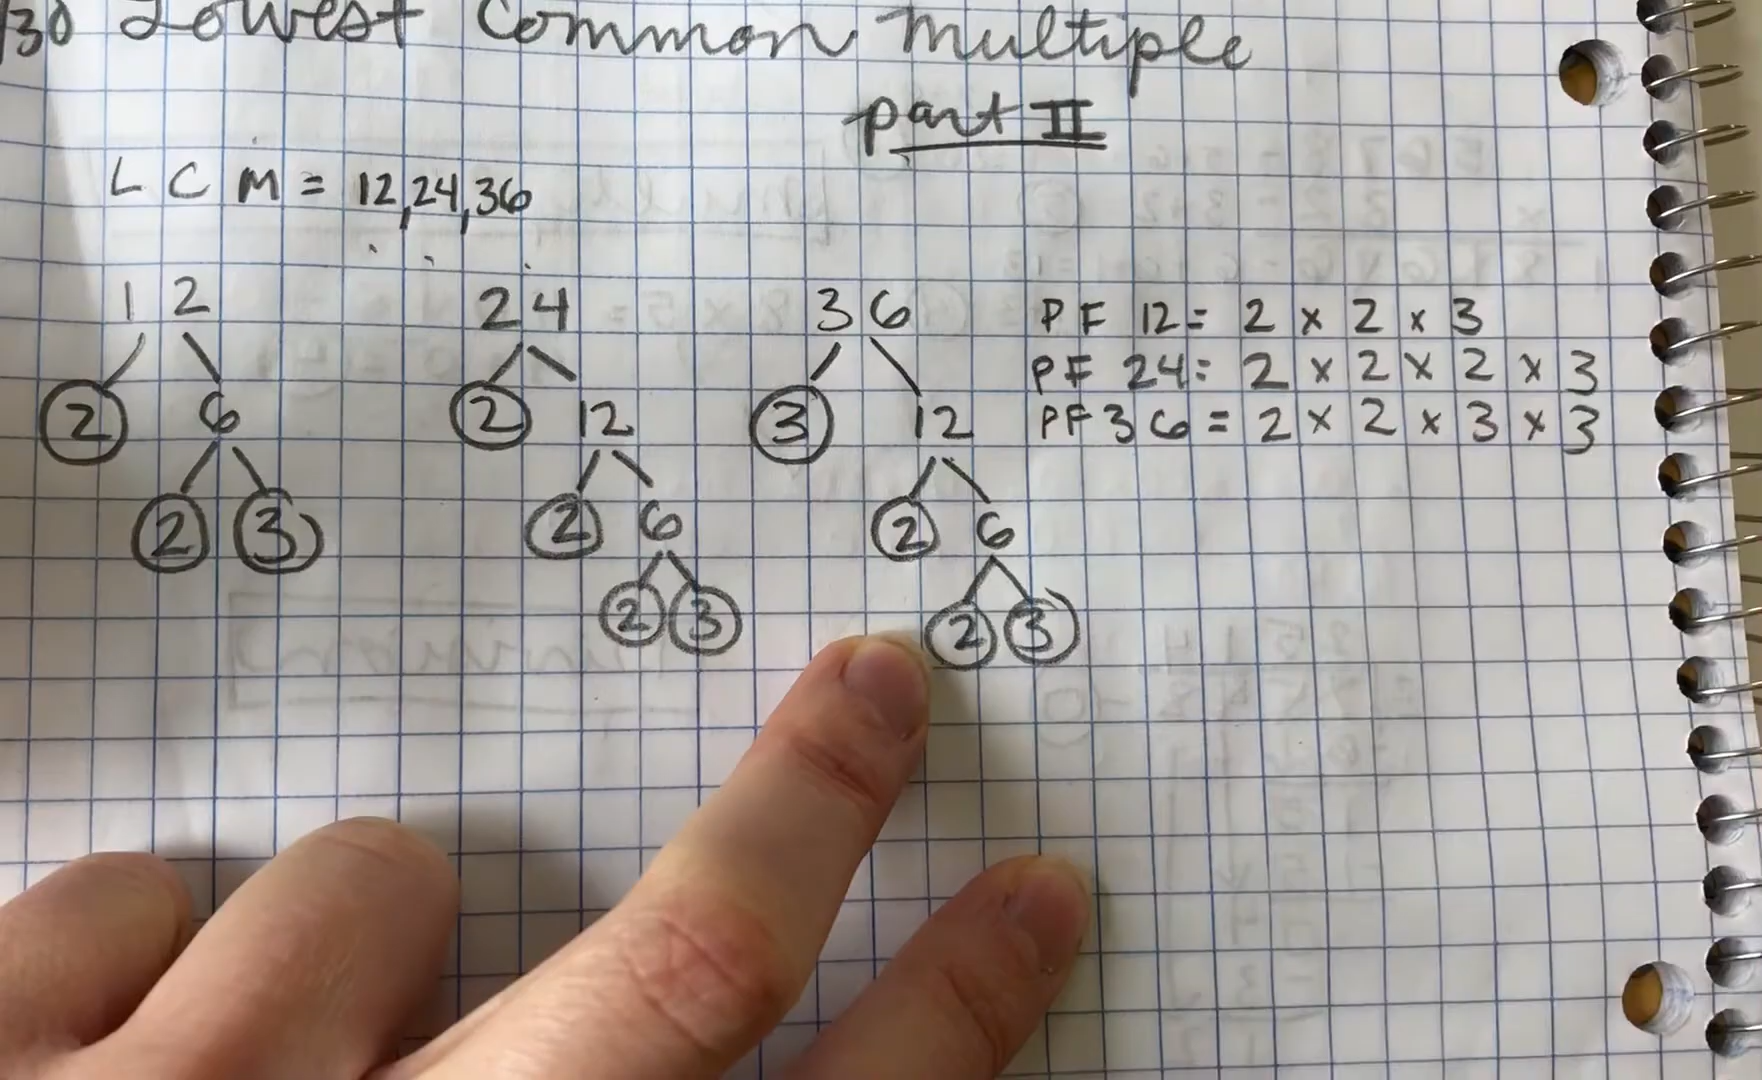 /30 Lowest Common Multiple
part II
LCM = 12,24,36
12 24 36
2 6 2 12 3 12
2 3 2 6 2 6
2 3 2 3
PF 12 = 2 x 2 x 3
PF 24: 2 x 2 x 2 x 3
PF 36 = 2 x 2 x 3 x 3